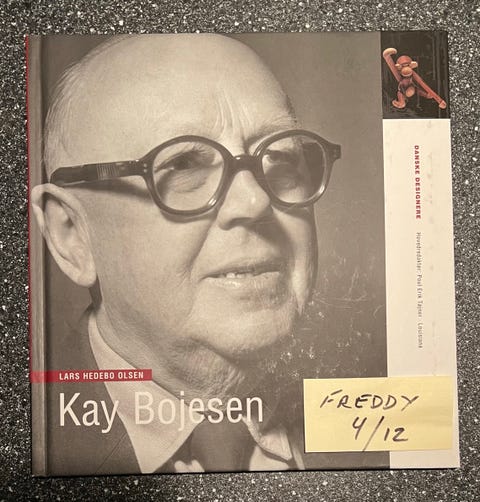 DANSKE DESIGNERE
Hovedredaktør: Poul Erik Tøjner · Louisiana
LARS HEDEBO OLSEN
Kay Bojesen
FREDDY
4/12